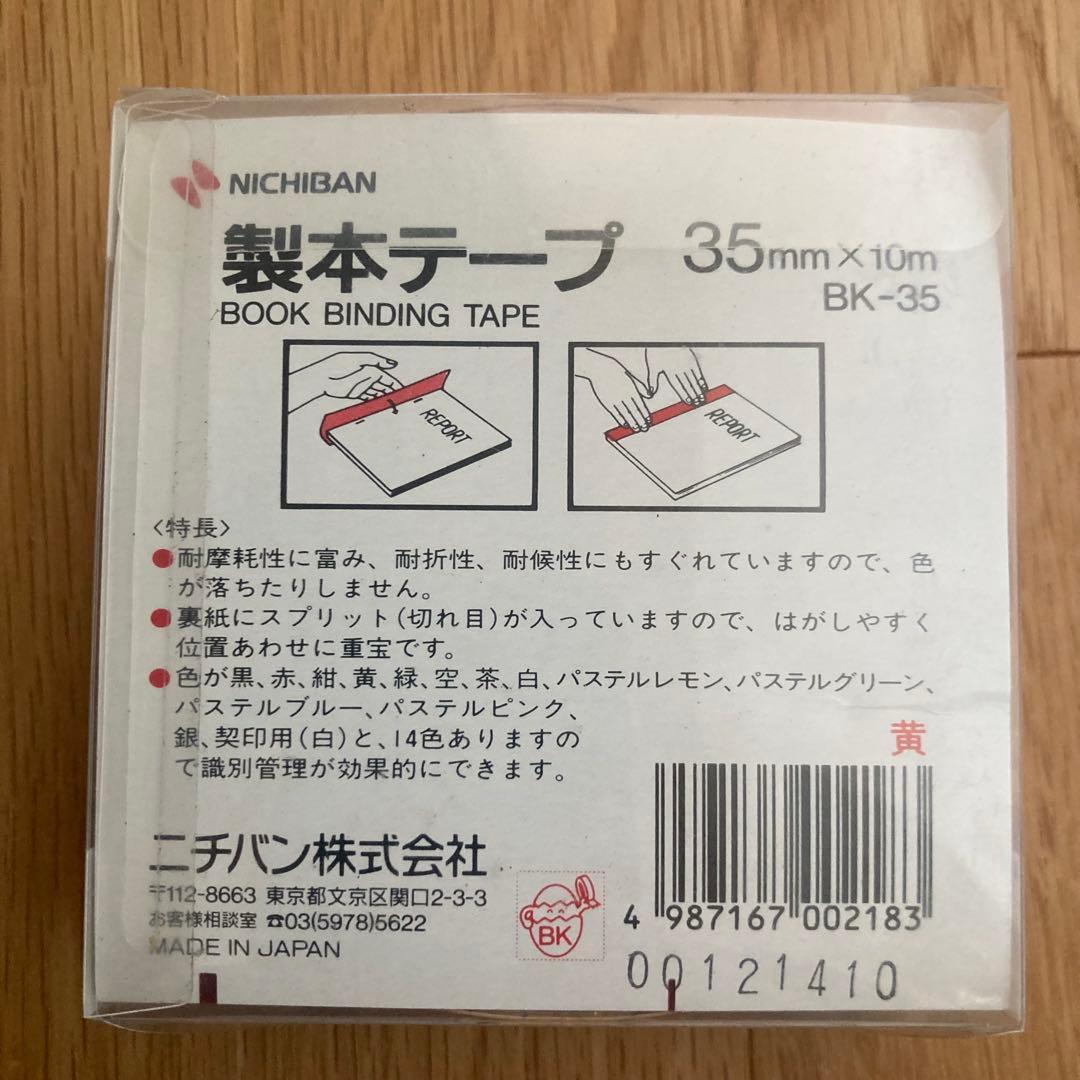 NICHIBAN
製本テープ 35mm×10m
BOOK BINDING TAPE BK-35
REPORT REPORT
〈特長〉
●耐摩耗性に富み、耐折性、耐候性にもすぐれていますので、色
が落ちたりしません。
●裏紙にスプリット(切れ目)が入っていますので、はがしやすく
位置あわせに重宝です。
●色が黒、赤、紺、黄、緑、空、茶、白、パステルレモン、パステルグリーン、
パステルブルー、パステルピンク、
銀、契印用(白)と、14色ありますの
で識別管理が効果的にできます。
黄
ニチバン株式会社
〒112-8663 東京都文京区関口2-3-3
お客様相談室 ☎03(5978)5622
MADE IN JAPAN
BK
4 987167 002183
00121410